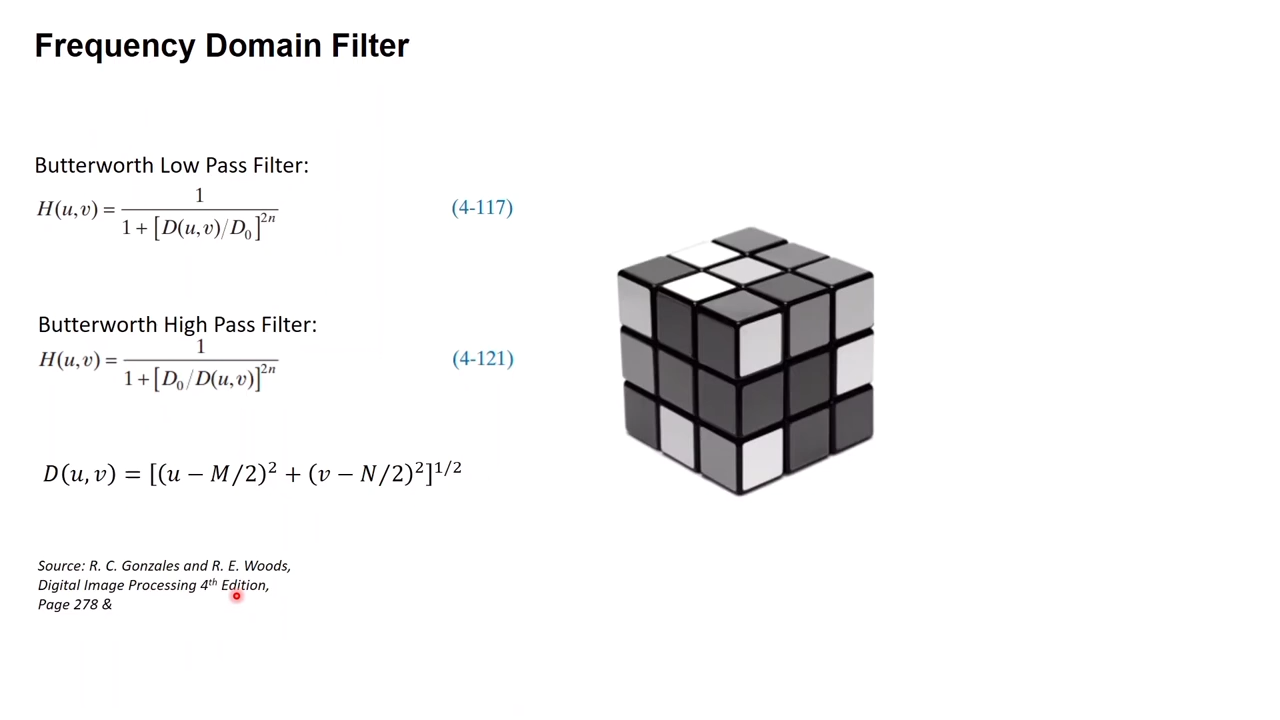 Frequency Domain Filter
Butterworth Low Pass Filter:
H(u,v) = 1 / 1 + [D(u,v)/D₀]²ⁿ (4-117)
Butterworth High Pass Filter:
H(u,v) = 1 / 1 + [D₀/D(u,v)]²ⁿ (4-121)
D(u, v) = [(u − M/2)² + (v − N/2)²]¹/²
Source: R. C. Gonzales and R. E. Woods,
Digital Image Processing 4th Edition,
Page 278 &